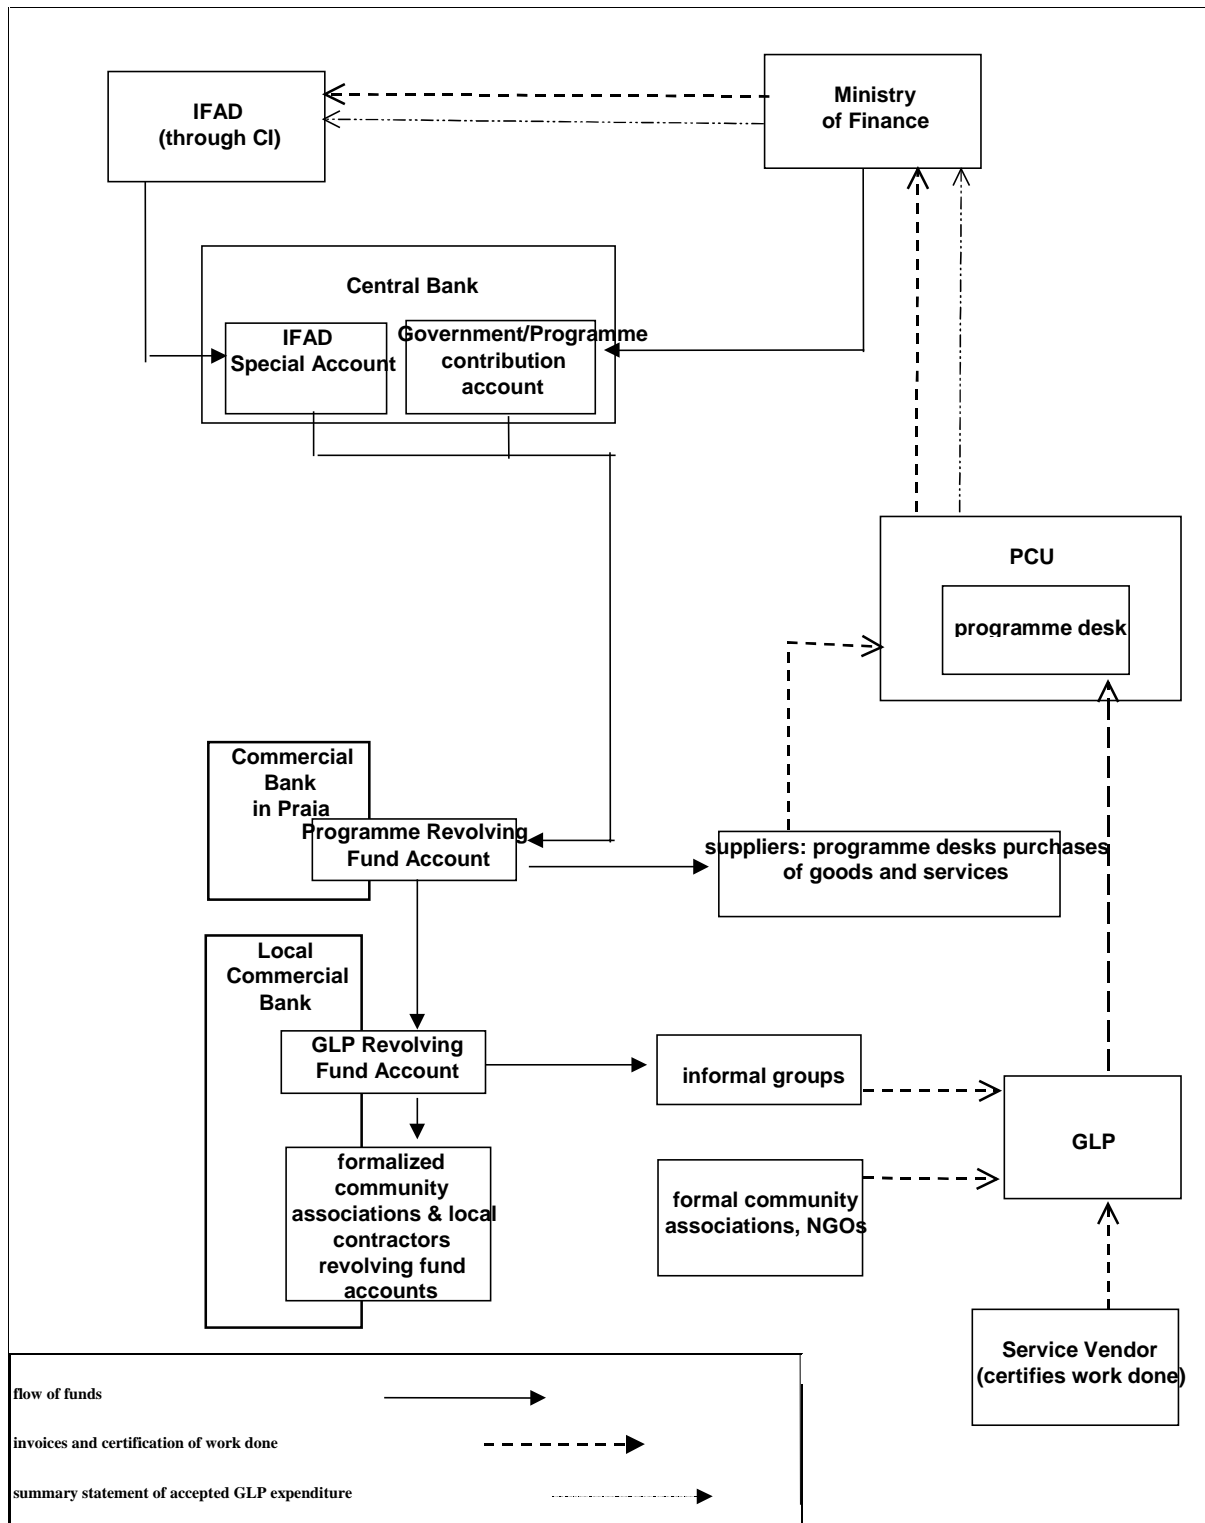 IFAD
(through CI)
Ministry
of Finance
Central Bank
IFAD
Special Account
Government/Programme
contribution
account
PCU
programme desk
Commercial
Bank
in Praia
Programme Revolving
Fund Account
suppliers: programme desks purchases
of goods and services
Local
Commercial
Bank
GLP Revolving
Fund Account
informal groups
GLP
formalized
community
associations & local
contractors
revolving fund
accounts
formal community
associations, NGOs
Service Vendor
(certifies work done)
flow of funds
invoices and certification of work done
summary statement of accepted GLP expenditure